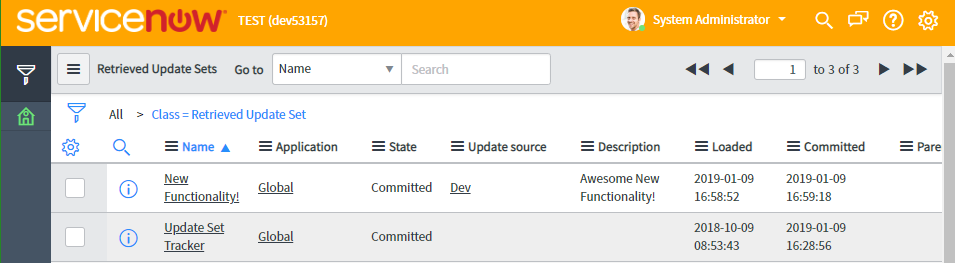 servicenow TEST (dev53157) System Administrator
Retrieved Update Sets Go to Name Search 1 to 3 of 3
All > Class = Retrieved Update Set
Name Application State Update source Description Loaded Committed Pare
New Functionality! Global Committed Dev Awesome New Functionality! 2019-01-09 16:58:52 2019-01-09 16:59:18
Update Set Tracker Global Committed 2018-10-09 08:53:43 2019-01-09 16:28:56